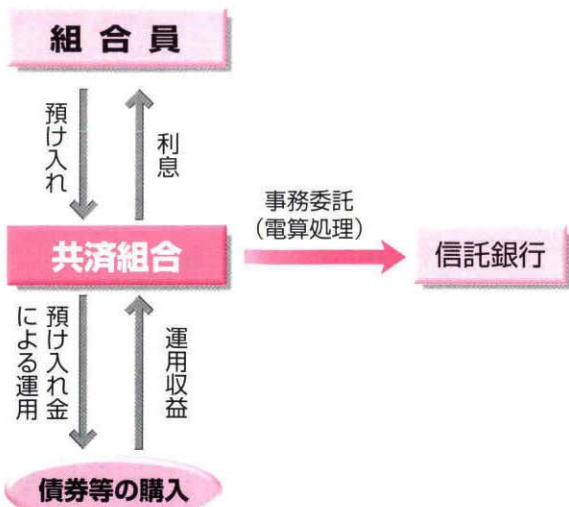 組合員
預け入れ
利息
共済組合
事務委託
(電算処理)
信託銀行
預け入れ金
による運用
運用収益
債券等の購入